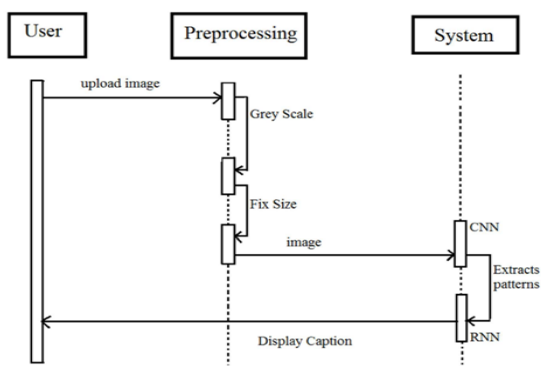 User
Preprocessing
System
upload image
Grey Scale
Fix Size
image
CNN
Extracts
patterns
RNN
Display Caption